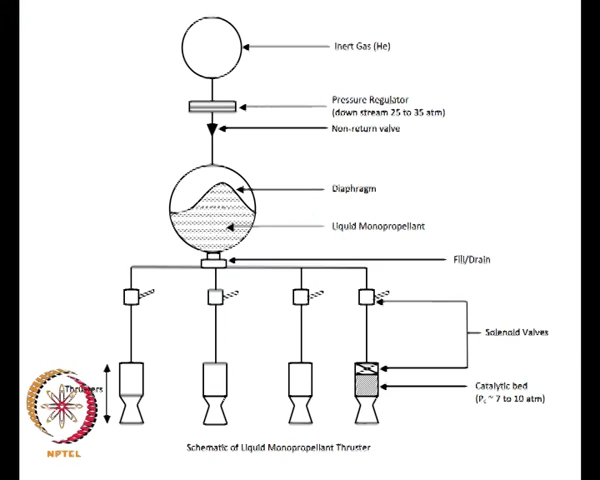 Inert Gas (He)
Pressure Regulator
(down stream 25 to 35 atm)
Non-return valve
Diaphragm
Liquid Monopropellant
Fill/Drain
Solenoid Valves
Thrusters
Catalytic bed
(Pc ~ 7 to 10 atm)
Schematic of Liquid Monopropellant Thruster
NPTEL